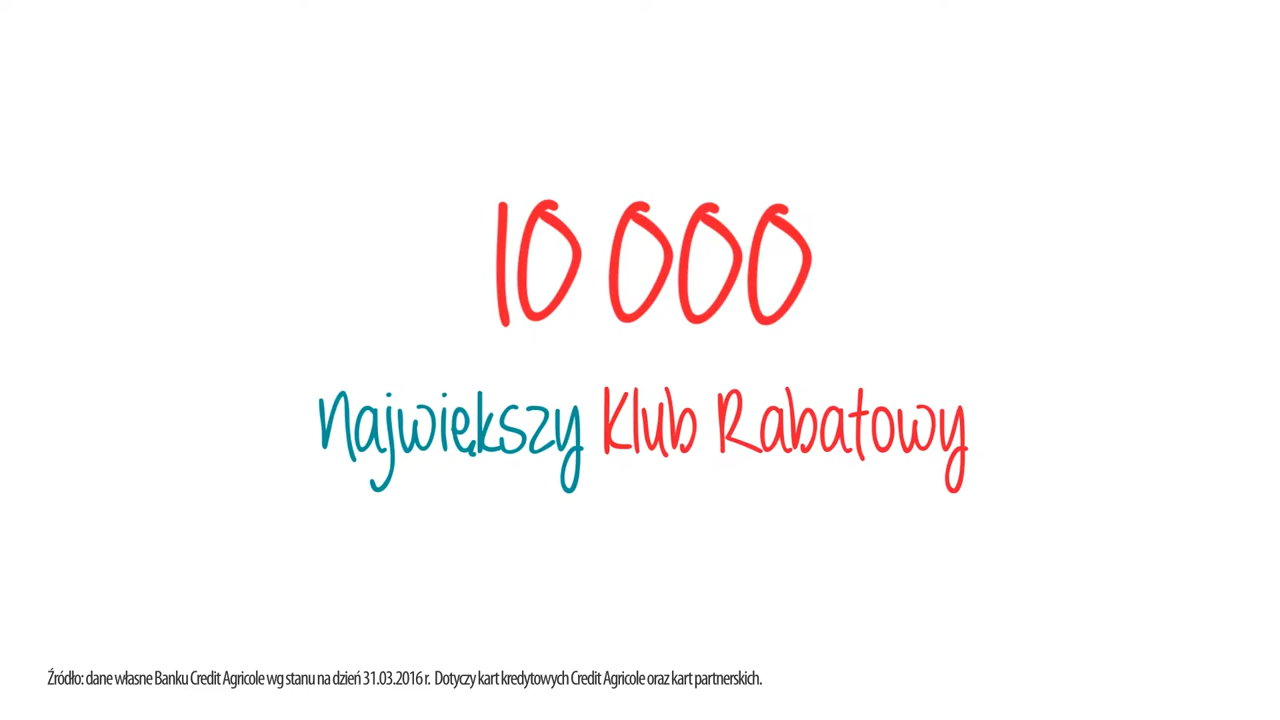 10 000
Największy Klub Rabatowy
Źródło: dane własne Banku Credit Agricole wg stanu na dzień 31.03.2016 r. Dotyczy kart kredytowych Credit Agricole oraz kart partnerskich.